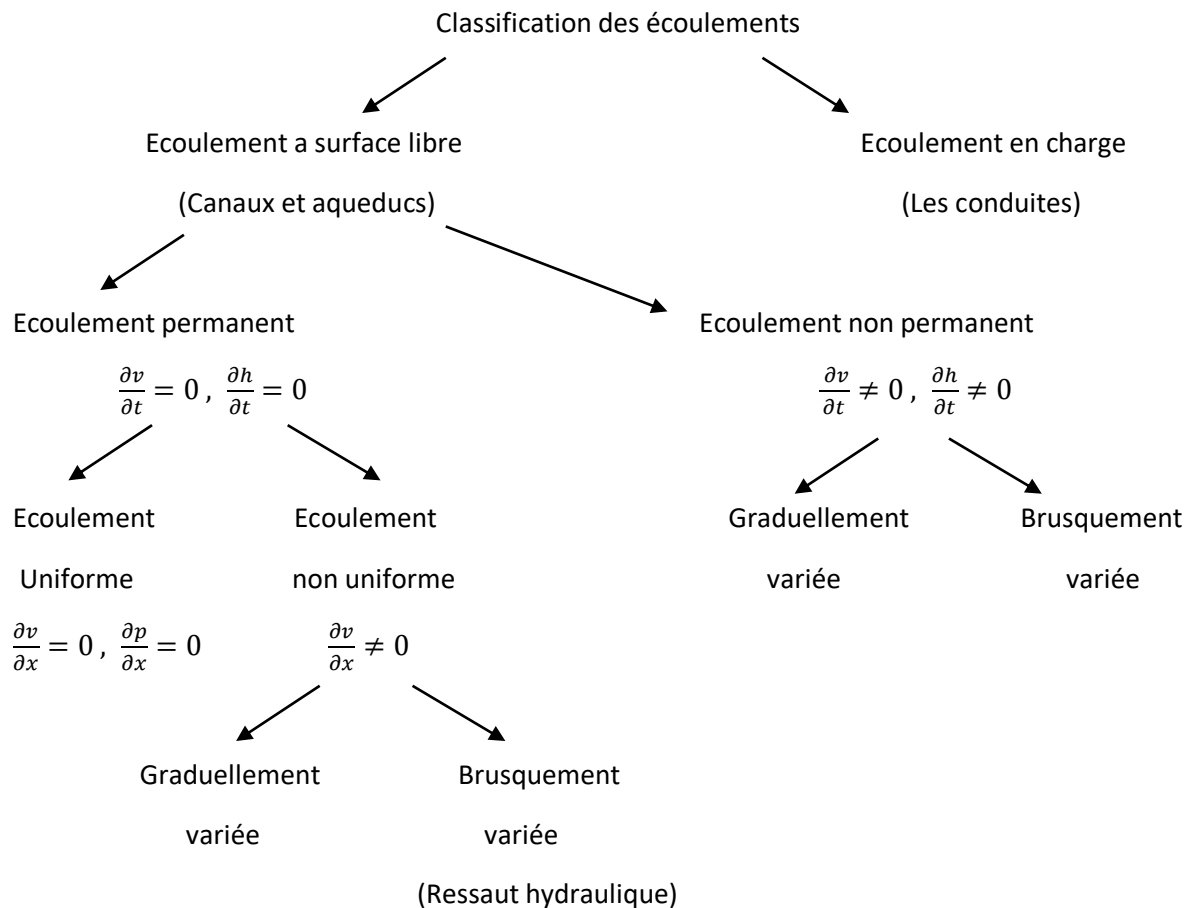 Classification des écoulements
Ecoulement a surface libre
Ecoulement en charge
(Canaux et aqueducs)
(Les conduites)
Ecoulement permanent
Ecoulement non permanent
∂v/∂t = 0 , ∂h/∂t = 0
∂v/∂t ≠ 0 , ∂h/∂t ≠ 0
Ecoulement
Uniforme
∂v/∂x = 0 , ∂p/∂x = 0
Ecoulement
non uniforme
∂v/∂x ≠ 0
Graduellement
variée
Brusquement
variée
Graduellement
variée
Brusquement
variée
(Ressaut hydraulique)